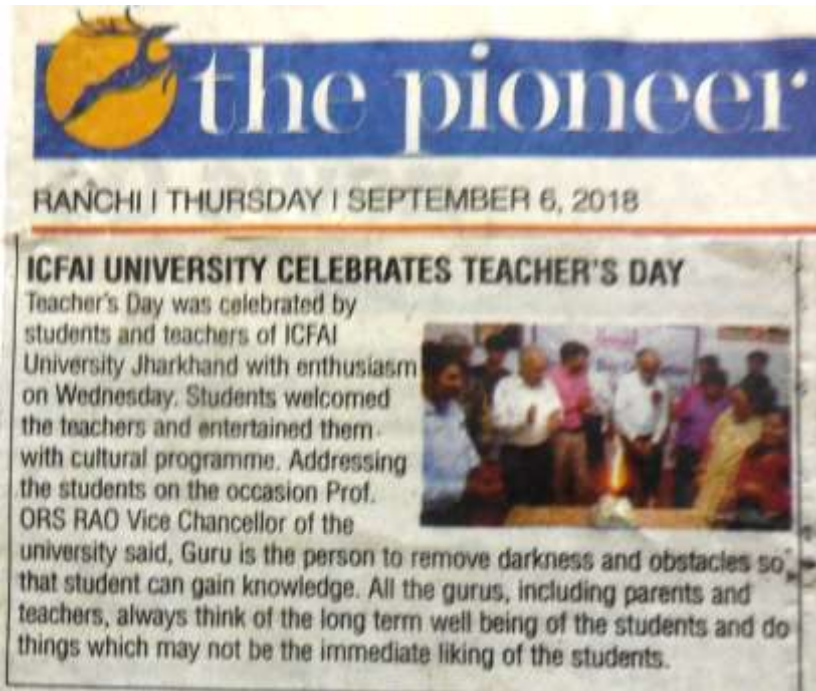 the pioneer
RANCHI | THURSDAY | SEPTEMBER 6, 2018
ICFAI UNIVERSITY CELEBRATES TEACHER'S DAY
Teacher's Day was celebrated by
students and teachers of ICFAI
University Jharkhand with enthusiasm
on Wednesday. Students welcomed
the teachers and entertained them
with cultural programme. Addressing
the students on the occasion Prof.
ORS RAO Vice Chancellor of the
university said, Guru is the person to remove darkness and obstacles so
that student can gain knowledge. All the gurus, including parents and
teachers, always think of the long term well being of the students and do
things which may not be the immediate liking of the students.